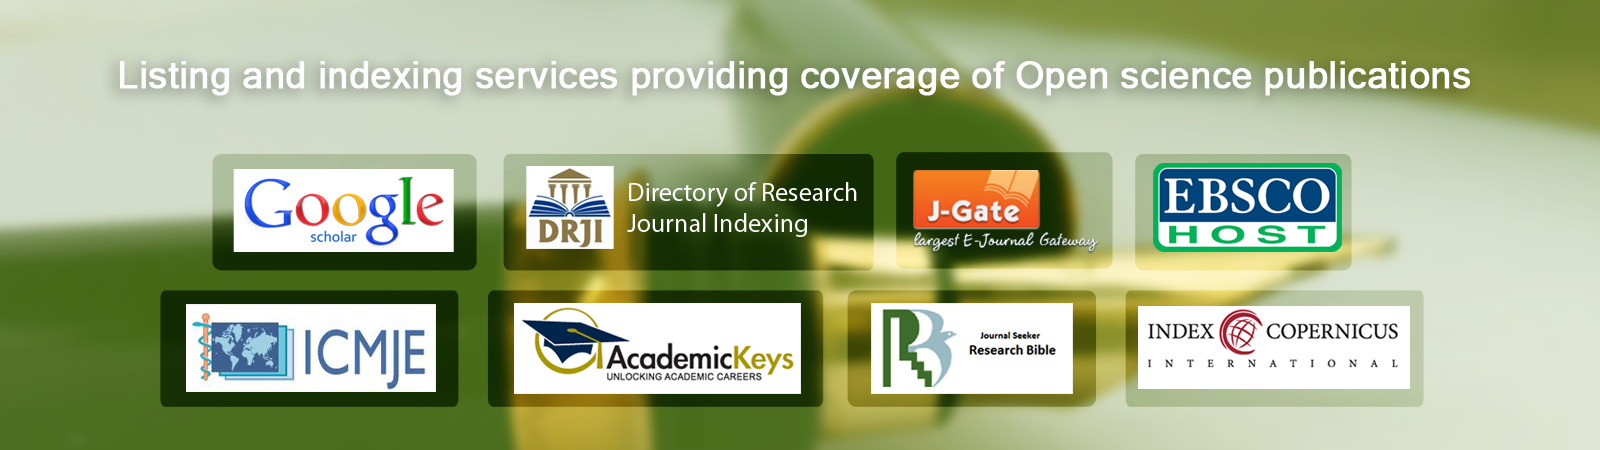 Listing and indexing services providing coverage of Open science publications
Google
scholar
DRJI
Directory of Research
Journal Indexing
J-Gate
largest E-Journal Gateway
EBSCO
HOST
ICMJE
AcademicKeys
UNLOCKING ACADEMIC CAREERS
Journal Seeker
Research Bible
INDEX COPERNICUS
INTERNATIONAL